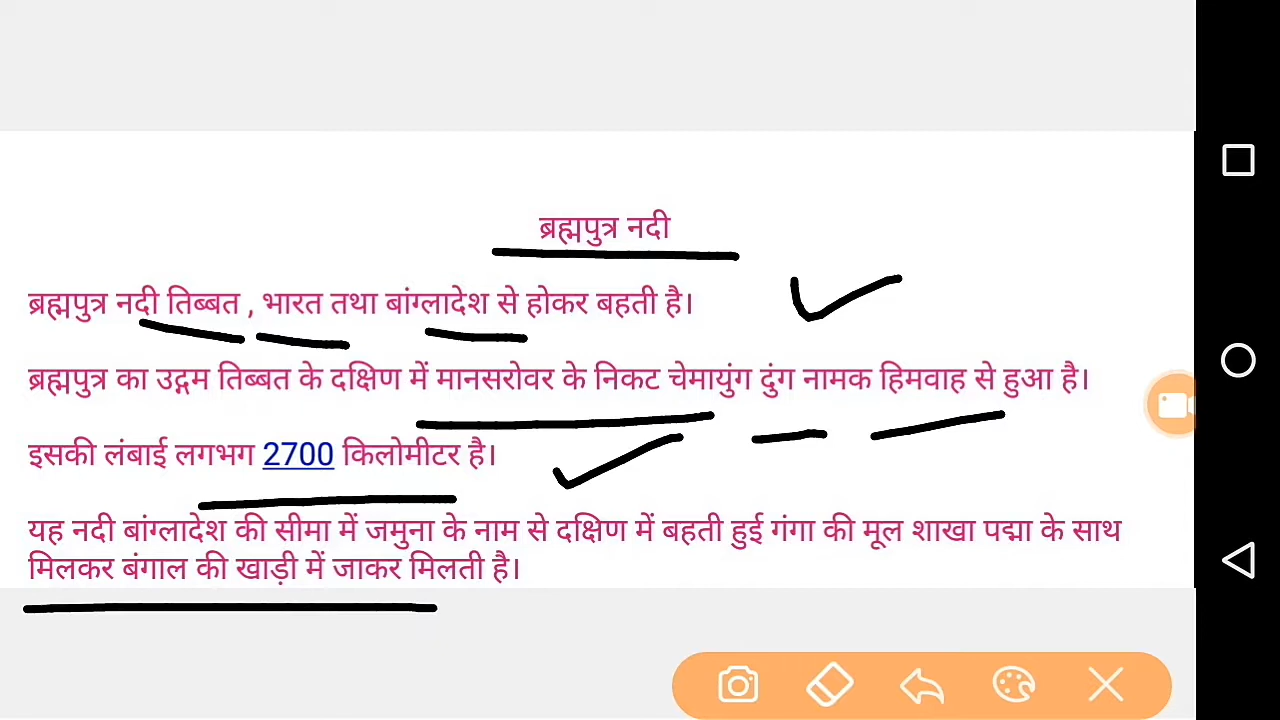 ब्रह्मपुत्र नदी
ब्रह्मपुत्र नदी तिब्बत , भारत तथा बांग्लादेश से होकर बहती है।
ब्रह्मपुत्र का उद्गम तिब्बत के दक्षिण में मानसरोवर के निकट चेमायुंग दुंग नामक हिमवाह से हुआ है।
इसकी लंबाई लगभग 2700 किलोमीटर है।
यह नदी बांग्लादेश की सीमा में जमुना के नाम से दक्षिण में बहती हुई गंगा की मूल शाखा पद्मा के साथ
मिलकर बंगाल की खाड़ी में जाकर मिलती है।